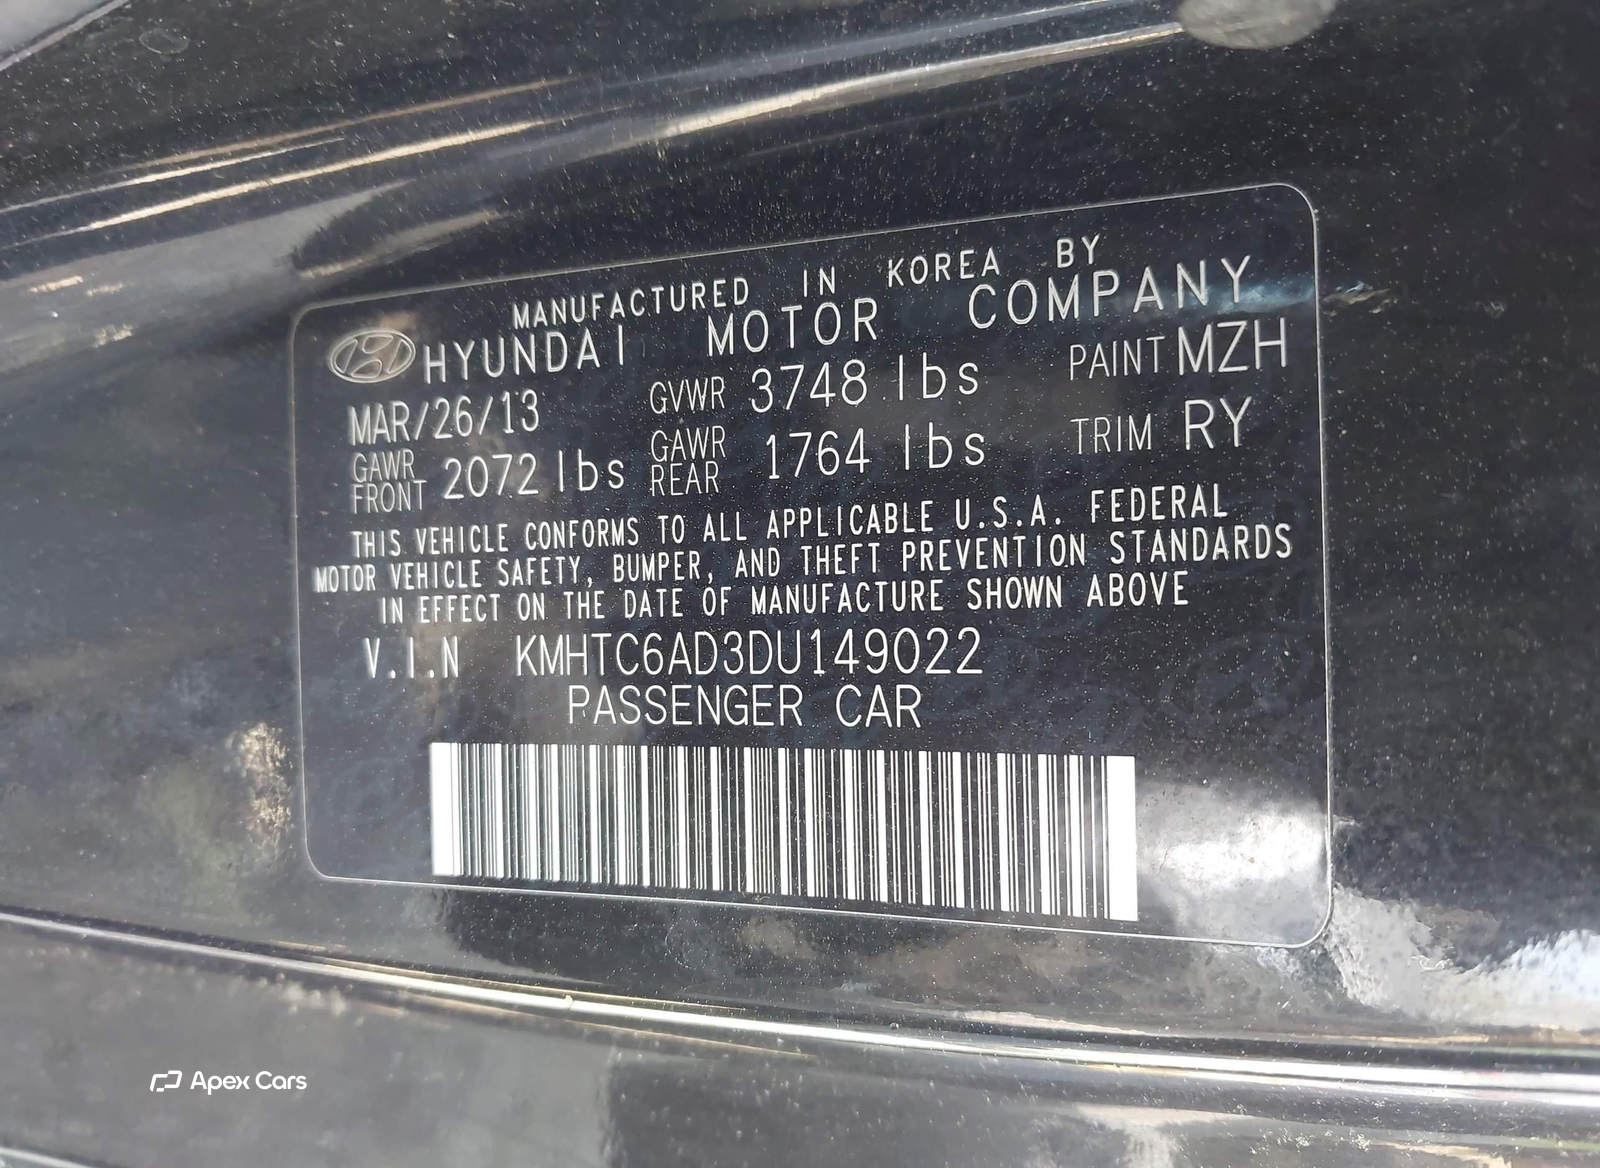 MANUFACTURED IN KOREA BY
HYUNDAI MOTOR COMPANY
MAR/26/13 GVWR 3748 lbs PAINT MZH
GAWR FRONT 2072 lbs GAWR REAR 1764 lbs TRIM RY
THIS VEHICLE CONFORMS TO ALL APPLICABLE U.S.A. FEDERAL
MOTOR VEHICLE SAFETY, BUMPER, AND THEFT PREVENTION STANDARDS
IN EFFECT ON THE DATE OF MANUFACTURE SHOWN ABOVE
V.I.N KMHTC6AD3DU149022
PASSENGER CAR
Apex Cars